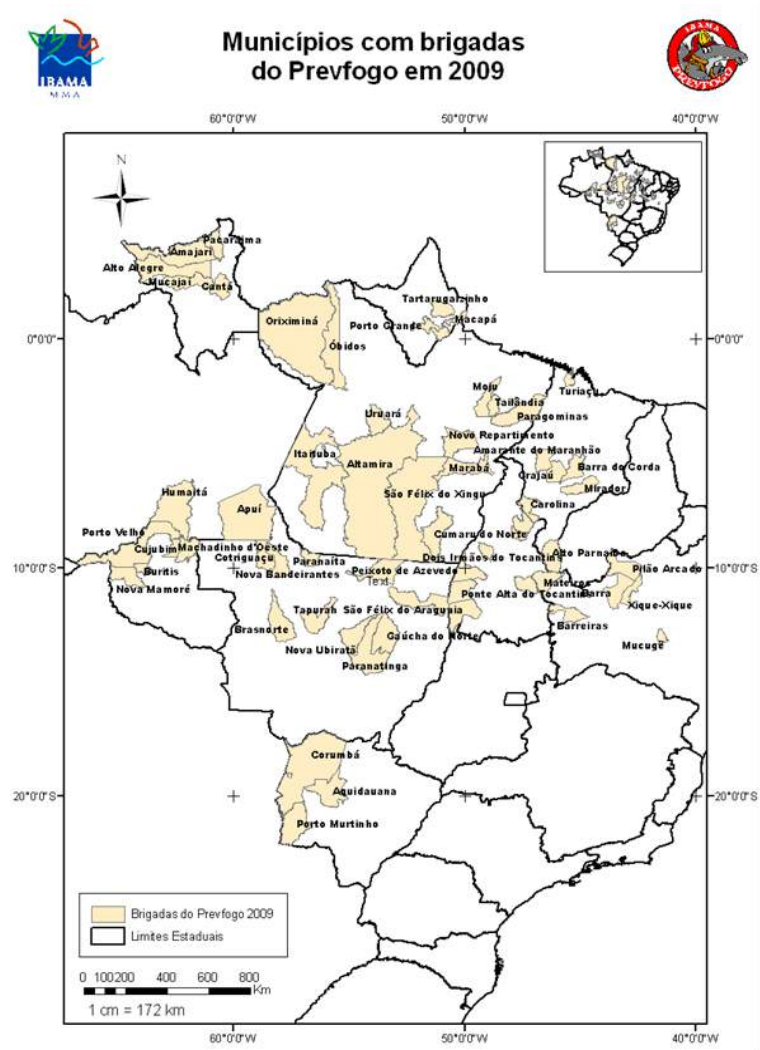 IBAMA
M M A
Municípios com brigadas
do Prevfogo em 2009
IBAMA
PREVFOGO
60°0'0"W
50°0'0"W
40°0'0"W
N
Pacaraima
Amajari
Alto Alegre
Mucajaí
Cantá
Tartarugarzinho
Oriximiná
Porto Grande
Macapá
0°0'0"
0°0'0"
Óbidos
Moju
Turiaçu
Tailândia
Uruará
Paragominas
Novo Repartimento
Itaituba
Amarante do Maranhão
Altamira
Marabá
Barra do Corda
Grajaú
Humaitá
São Félix do Xingu
Mirador
Apuí
Carolina
Porto Velho
Cumaru do Norte
Cujubim
Machadinho d'Oeste
Alto Parnaíba
Cotriguaçu
Paranaíta
Dois Irmãos do Tocantins
10°0'0"S
Buritis
Nova Bandeirantes
Peixoto de Azevedo
Pilão Arcado
10°0'0"S
Text
Mateiros
Nova Mamoré
Ponte Alta do Tocantins
Barra
Tapurah
São Félix do Araguaia
Xique-Xique
Brasnorte
Barreiras
Gaúcha do Norte
Nova Ubiratã
Mucugê
Paranatinga
Corumbá
Aquidauana
20°0'0"S
20°0'0"S
Porto Murtinho
Brigadas do Prevfogo 2009
Limites Estaduais
0 100 200 400 600 800
Km
1 cm = 172 km
60°0'0"W
50°0'0"W
40°0'0"W